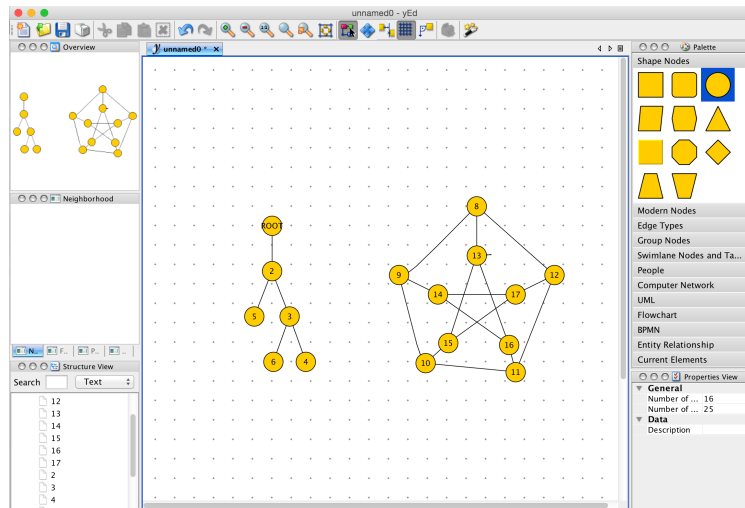 unnamed0 - yEd
Overview
unnamed0 *
Palette
Shape Nodes
Neighborhood
N..
F..
P..
..
Structure View
Search
Text
12
13
14
15
16
17
2
3
4
ROOT
2
5
3
6
4
8
13
9
12
14
17
15
16
10
11
Modern Nodes
Edge Types
Group Nodes
Swimlane Nodes and Ta...
People
Computer Network
UML
Flowchart
BPMN
Entity Relationship
Current Elements
Properties View
General
Number of ... 16
Number of ... 25
Data
Description